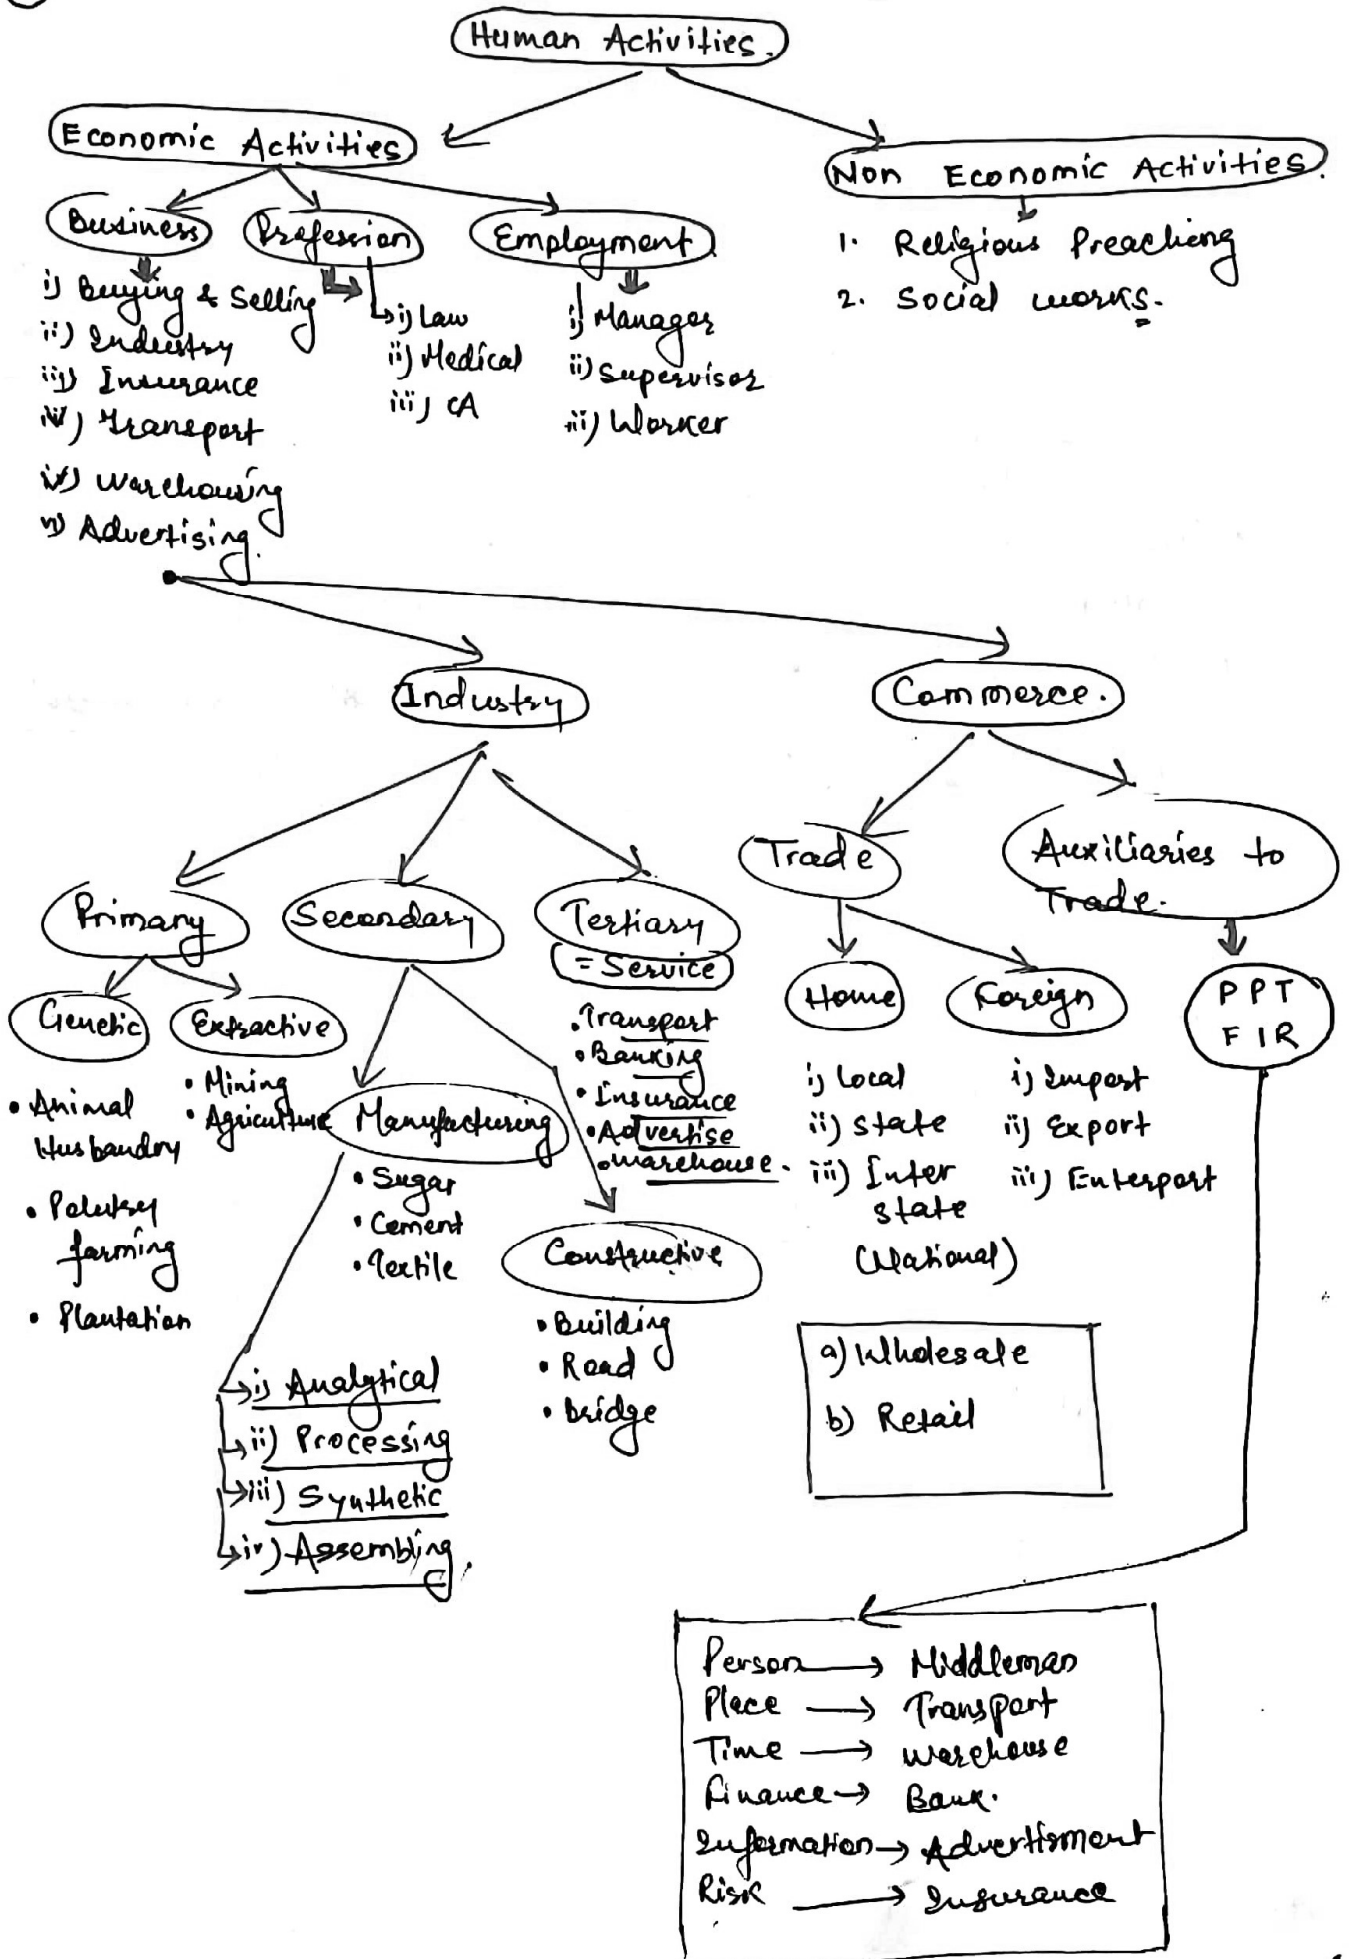 Human Activities.
Economic Activities
Non Economic Activities.
Business
Profession
Employment
1. Religious Preaching
2. Social works.
i) Buying & Selling
ii) Industry
iii) Insurance
iv) Transport
iv) Warehousing
v) Advertising.
i) Law
ii) Medical
iii) CA
i) Manager
ii) Supervisor
iii) Worker
Industry
Commerce.
Primary
Secondary
Tertiary
= Service
Trade
Auxiliaries to
Trade.
Genetic
Extractive
• Animal
Husbandry
•
farming
• Plantation
• Mining
• Agriculture
Manufacturing
• Sugar
• Cement
• Textile
• Transport
• Banking
• Insurance
• Advertise
• Warehouse.
Constructive
• Building
• Road
• bridge
i) Analytical
ii) Processing
iii) Synthetic
iv) Assembling.
Home
Foreign
PPT
FIR
i) Local
ii) State
iii) Inter
state
(National)
i) Import
ii) Export
iii) Enterport
a) Wholesale
b) Retail
Person → Middleman
Place → Transport
Time → Warehouse
Finance → Bank.
Information → Advertisment
Risk → Insurance